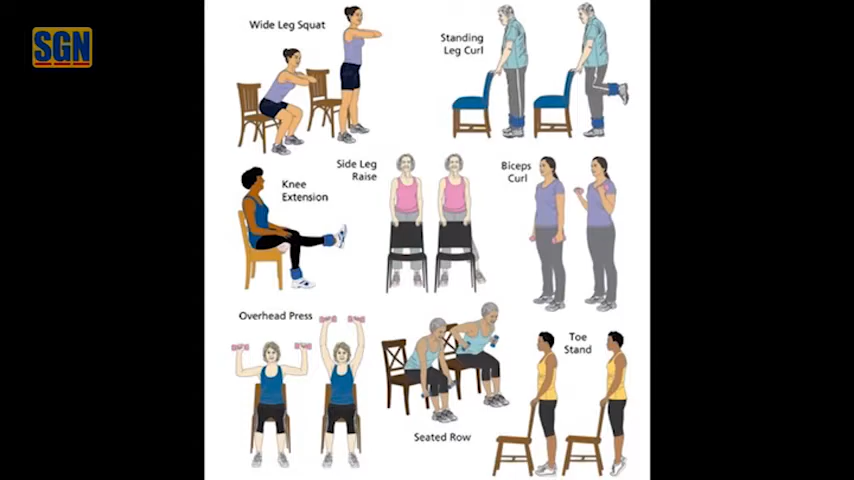 SGN
Wide Leg Squat
Standing
Leg Curl
Side Leg
Raise
Biceps
Curl
Knee
Extension
Overhead Press
Toe
Stand
Seated Row